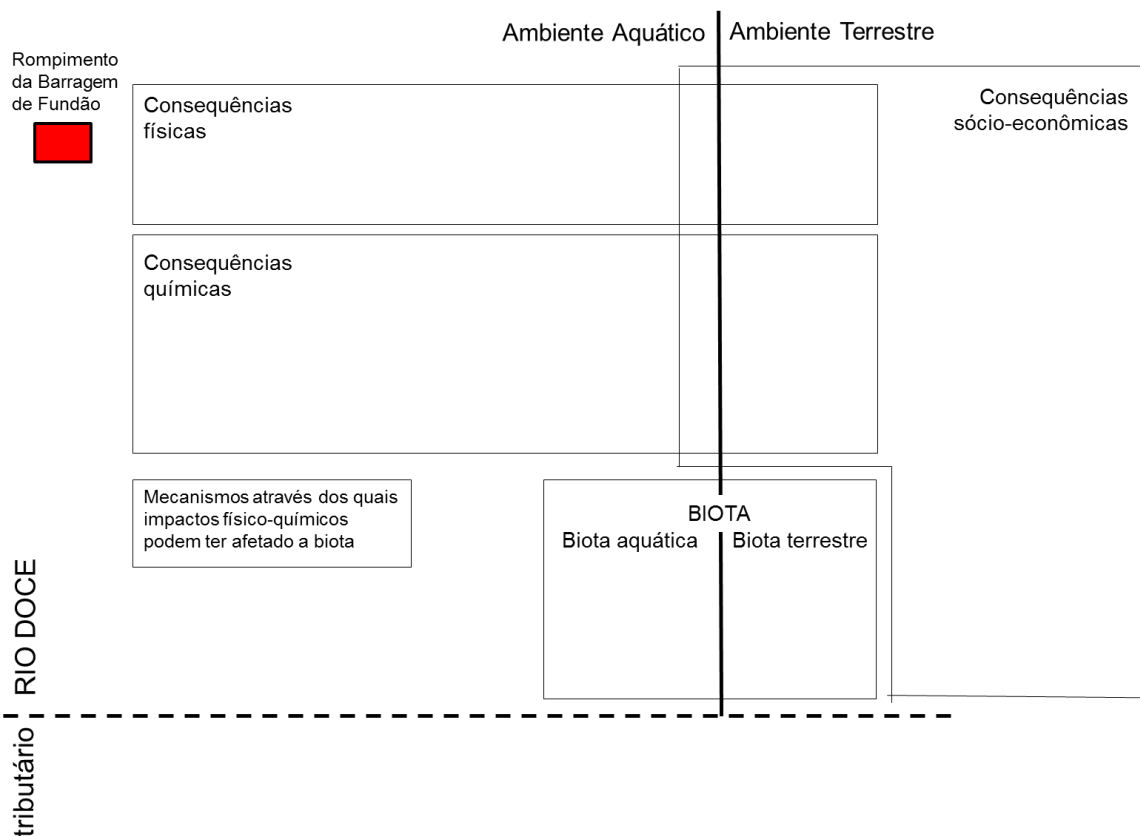 Ambiente Aquático
Ambiente Terrestre
Rompimento
da Barragem
de Fundão
Consequências
físicas
Consequências
sócio-econômicas
Consequências
químicas
Mecanismos através dos quais
impactos físico-químicos
podem ter afetado a biota
BIOTA
Biota aquática
Biota terrestre
RIO DOCE
tributário